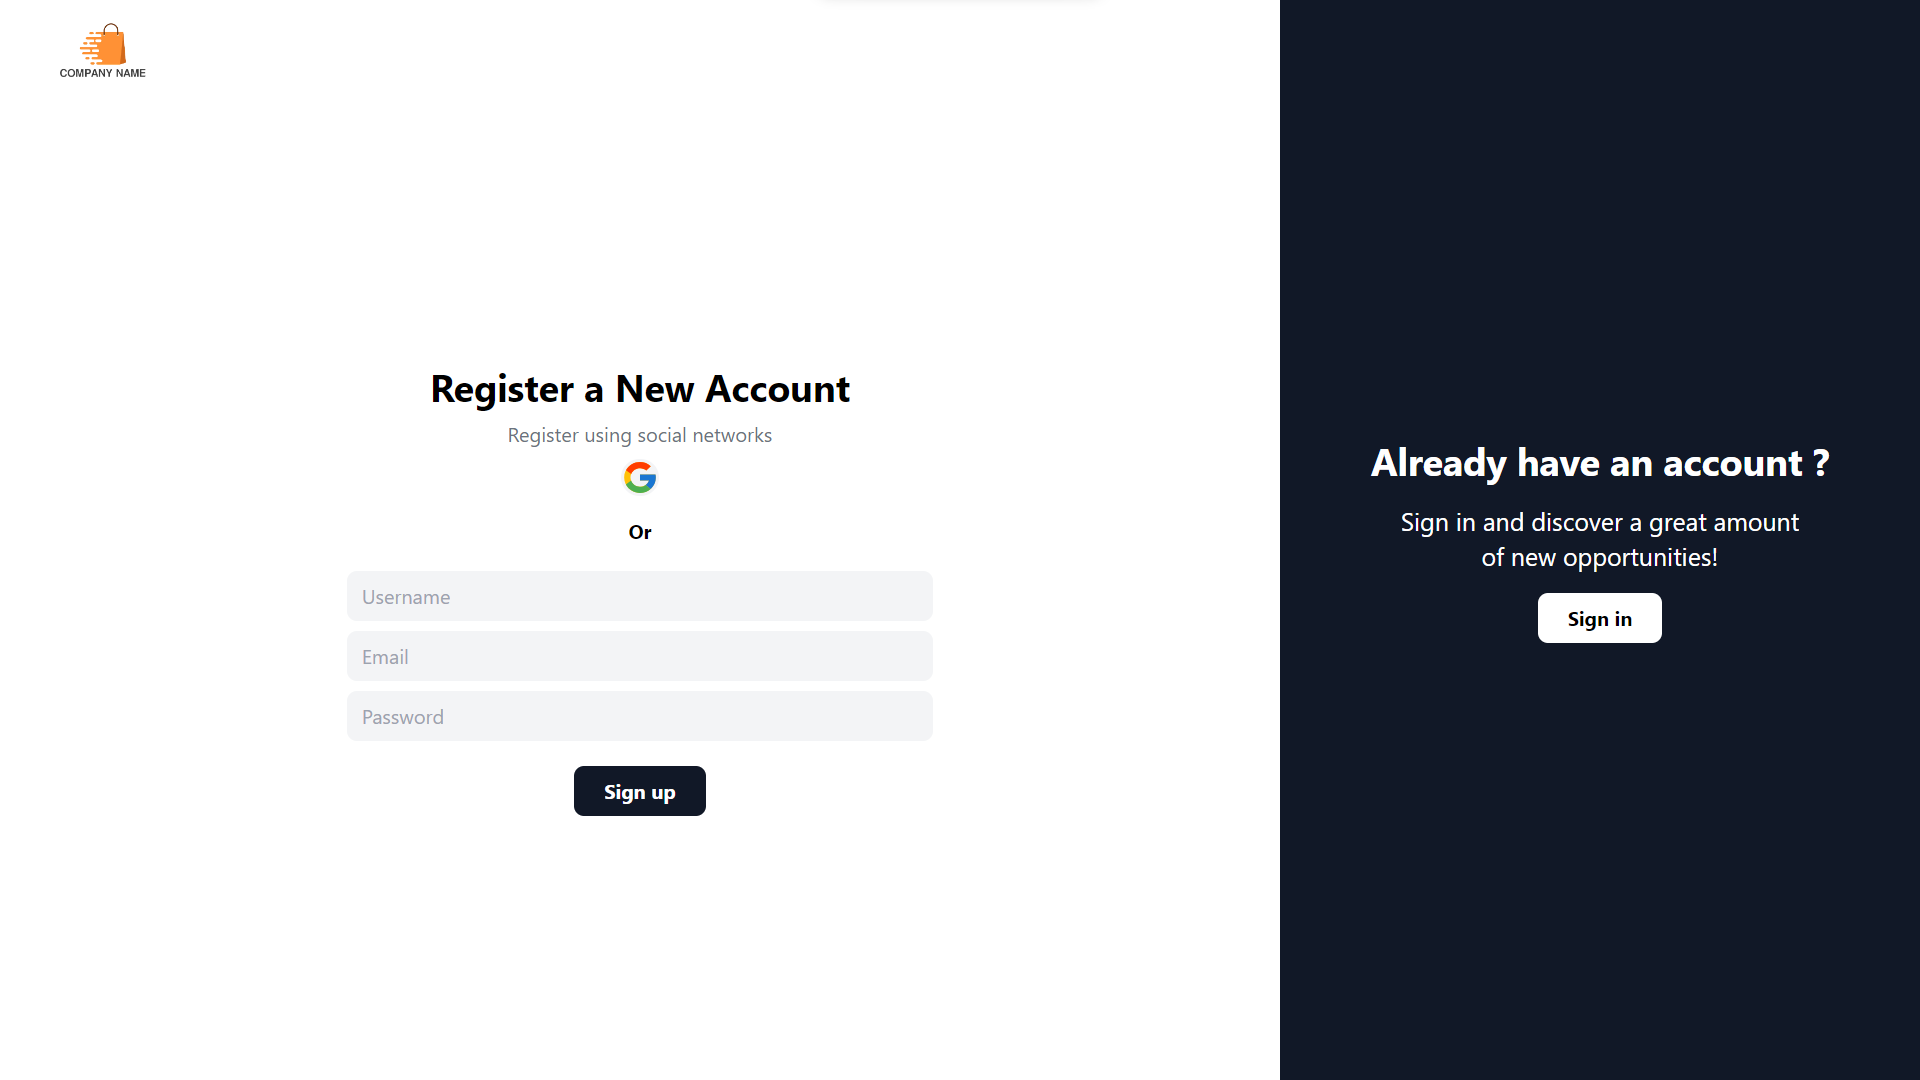 COMPANY NAME
Register a New Account
Register using social networks
Or
Username
Email
Password
Sign up
Already have an account ?
Sign in and discover a great amount
of new opportunities!
Sign in